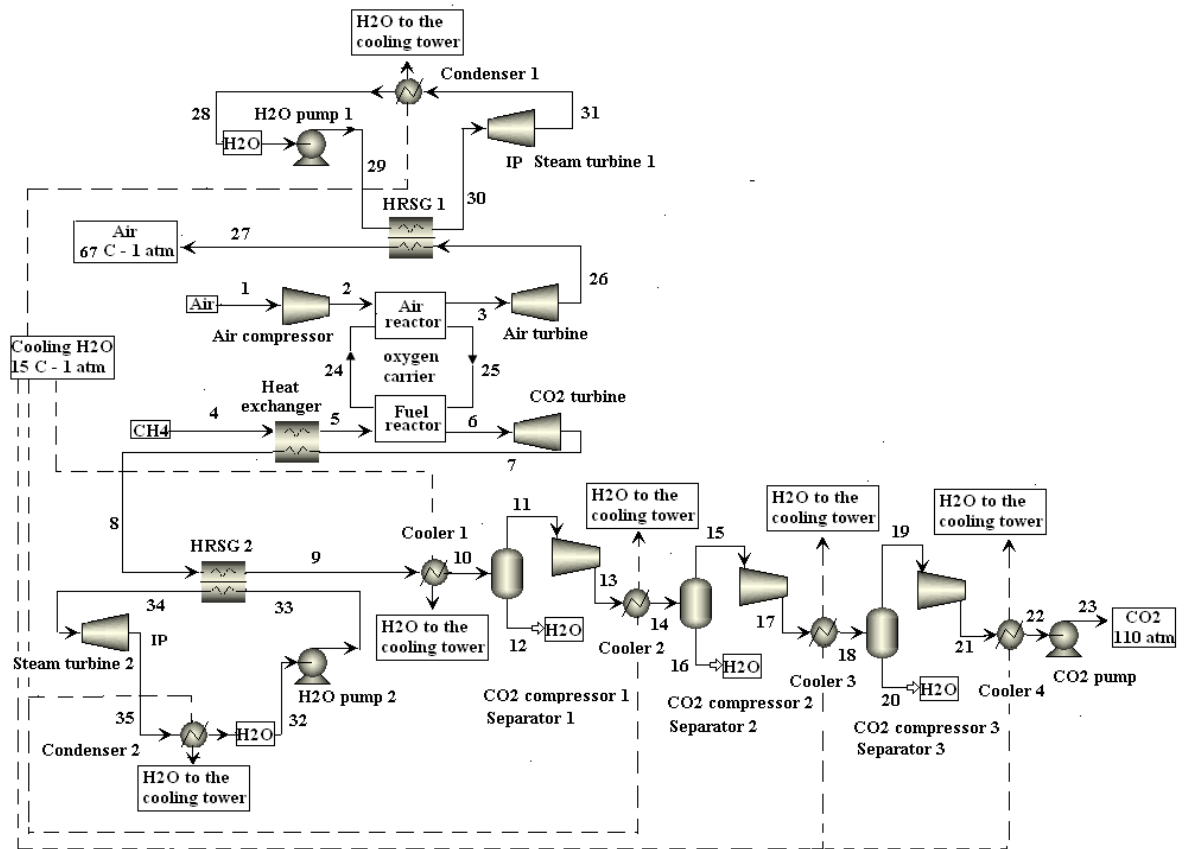 H2O to the
cooling tower
Condenser 1
28
H2O pump 1
31
H2O
IP Steam turbine 1
29
30
HRSG 1
Air
67 C - 1 atm
27
26
1
2
Air
Air
reactor
3
Air compressor
Air turbine
Cooling H2O
15 C - 1 atm
24
oxygen
carrier
25
Heat
exchanger
CO2 turbine
4
5
Fuel
reactor
6
CH4
7
H2O to the
cooling tower
H2O to the
cooling tower
H2O to the
cooling tower
8
11
15
19
Cooler 1
HRSG 2
9
10
13
14
17
18
21
22
23
CO2
110 atm
34
33
IP
Steam turbine 2
H2O to the
cooling tower
12
H2O
Cooler 2
16
H2O
Cooler 3
20
H2O
Cooler 4
CO2 pump
H2O pump 2
35
32
CO2 compressor 1
Separator 1
CO2 compressor 2
Separator 2
CO2 compressor 3
Separator 3
Condenser 2
H2O
H2O to the
cooling tower